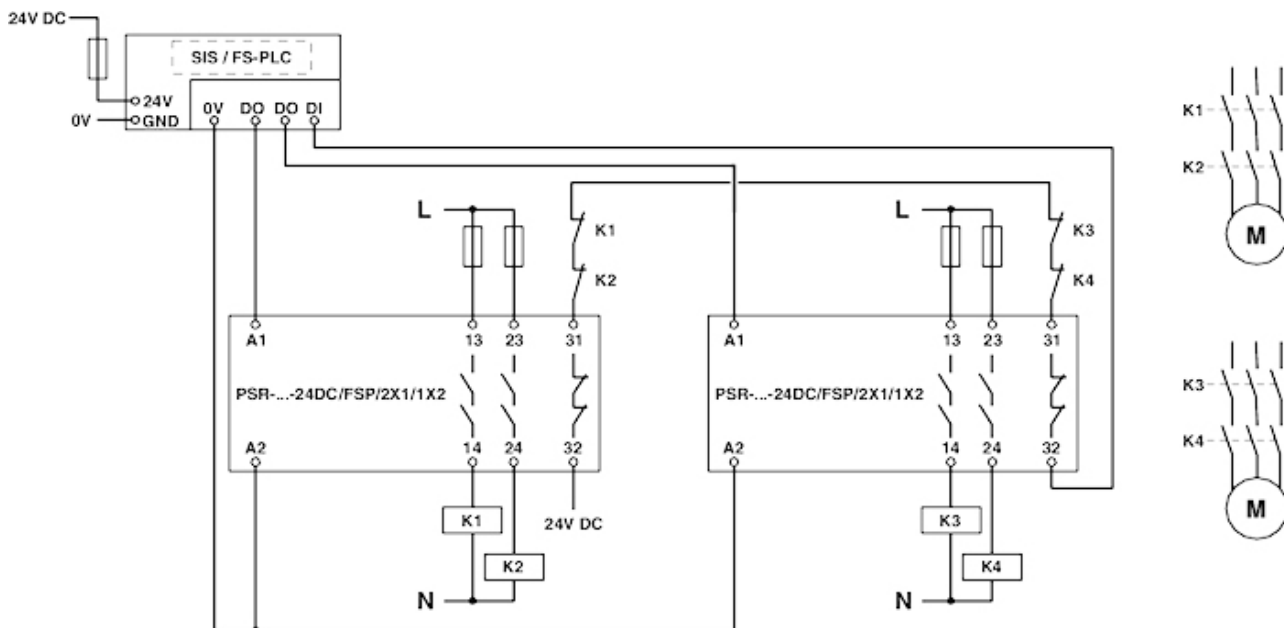 24V DC
SIS / FS-PLC
24V
0V DO DO DI
0V GND
K1
K2
M
L
K1
K2
L
K3
K4
A1 13 23 31
PSR-...-24DC/FSP/2X1/1X2
A2 14 24 32
A1 13 23 31
PSR-...-24DC/FSP/2X1/1X2
A2 14 24 32
K3
K4
M
K1
K2
24V DC
N
K3
K4
N